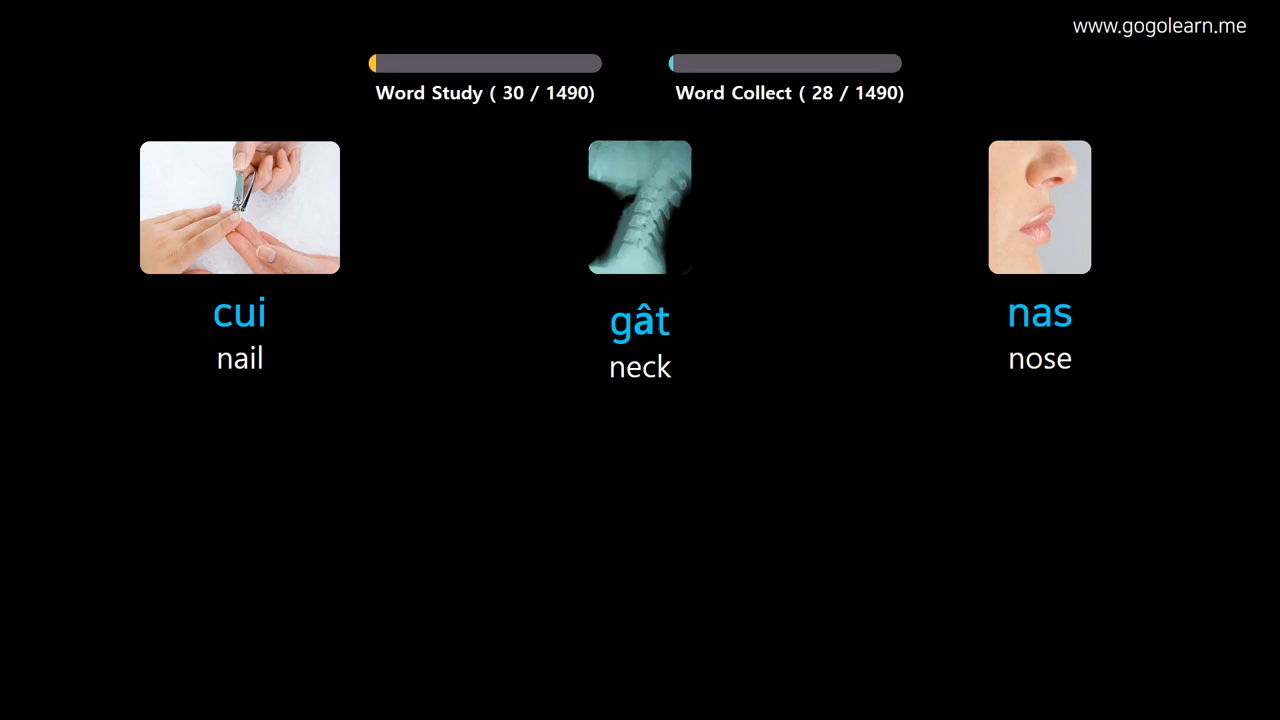 www.gogolearn.me
Word Study ( 30 / 1490)
Word Collect ( 28 / 1490)
cui
nail
gât
neck
nas
nose